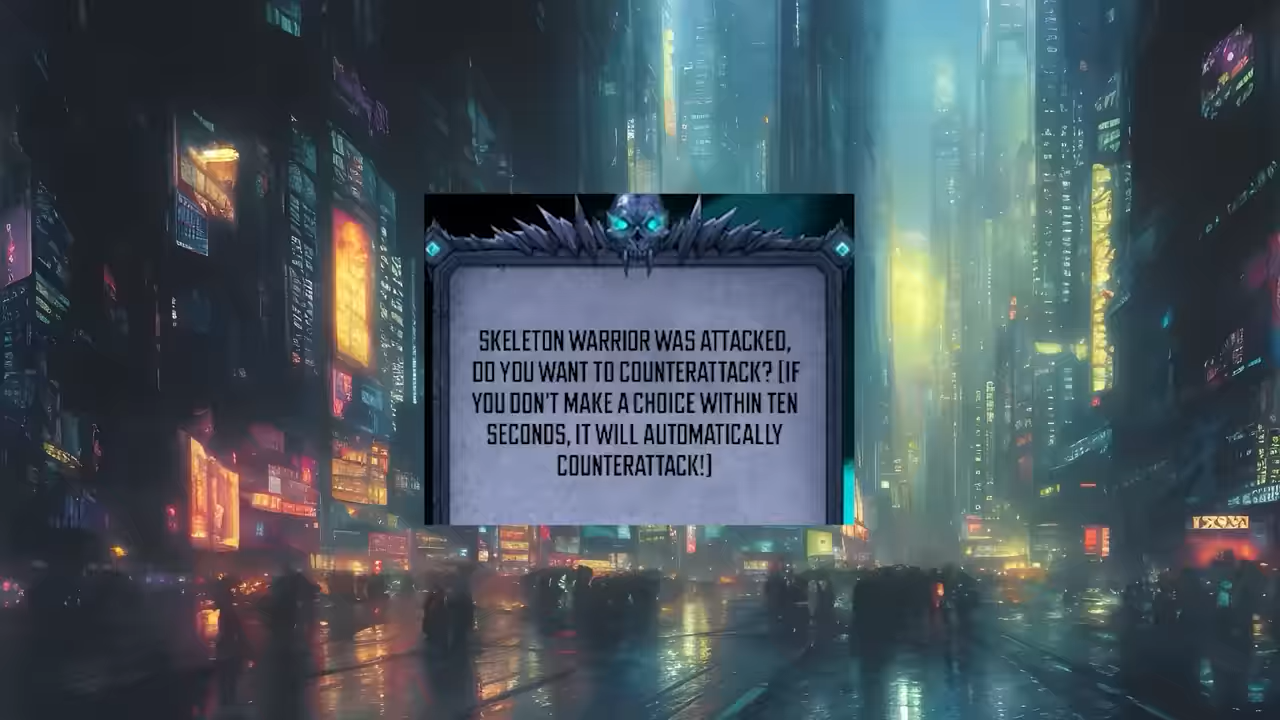 SKELETON WARRIOR WAS ATTACKED,
DO YOU WANT TO COUNTERATTACK? [IF
YOU DON'T MAKE A CHOICE WITHIN TEN
SECONDS, IT WILL AUTOMATICALLY
COUNTERATTACK!]